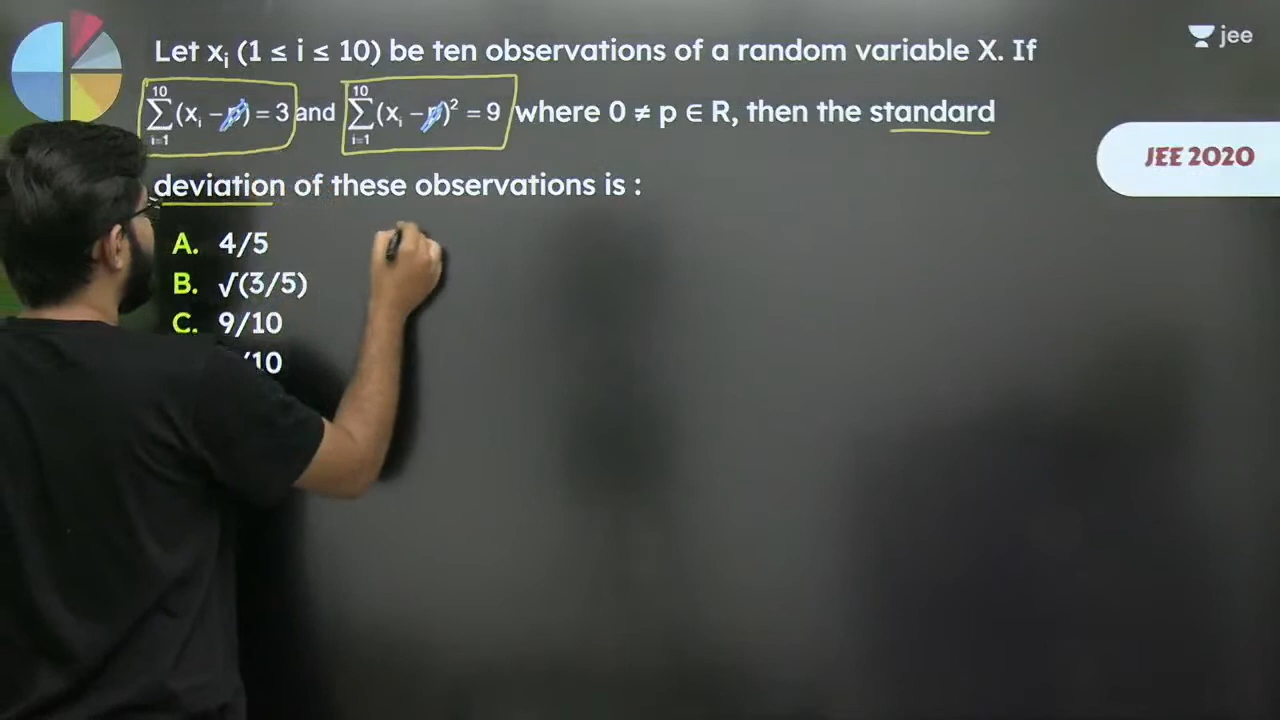 Let xᵢ (1 ≤ i ≤ 10) be ten observations of a random variable X. If
jee
∑ᵢ₌₁¹⁰ (xᵢ − p) = 3 and ∑ᵢ₌₁¹⁰ (xᵢ − p)² = 9 where 0 ≠ p ∈ R, then the standard
JEE 2020
deviation of these observations is :
A. 4/5
B. √(3/5)
C. 9/10
/10